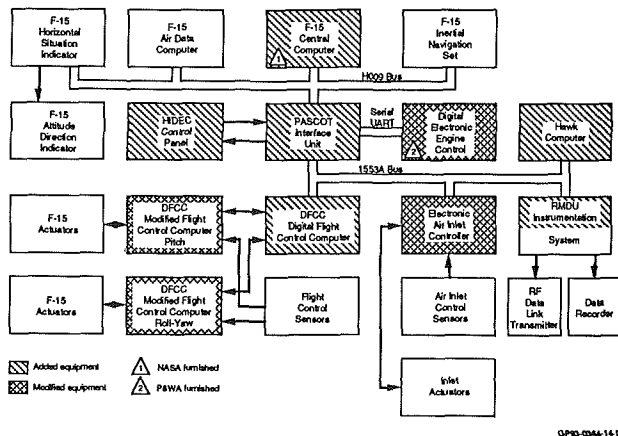 F-15
Horizontal
Situation
Indicator
F-15
Air Data
Computer
F-15
Central
Computer
1
F-15
Inertial
Navigation
Set
H009 Bus
F-15
Attitude
Direction
Indicator
HIDEC
Control
Panel
PASCOT
Interface
Unit
Serial
UART
Digital
Electronic
Engine
Control
2
Hawk
Computer
1553A Bus
F-15
Actuators
DFCC
Modified Flight
Control Computer
Pitch
DFCC
Digital Flight
Control Computer
Electronic
Air Inlet
Controller
RMDU
Instrumentation
System
F-15
Actuators
DFCC
Modified Flight
Control Computer
Roll-Yaw
Flight
Control
Sensors
Air Inlet
Control
Sensors
RF
Data
Link
Transmitter
Data
Recorder
Inlet
Actuators
Added equipment
1 NASA furnished
Modified equipment
2 P&WA furnished